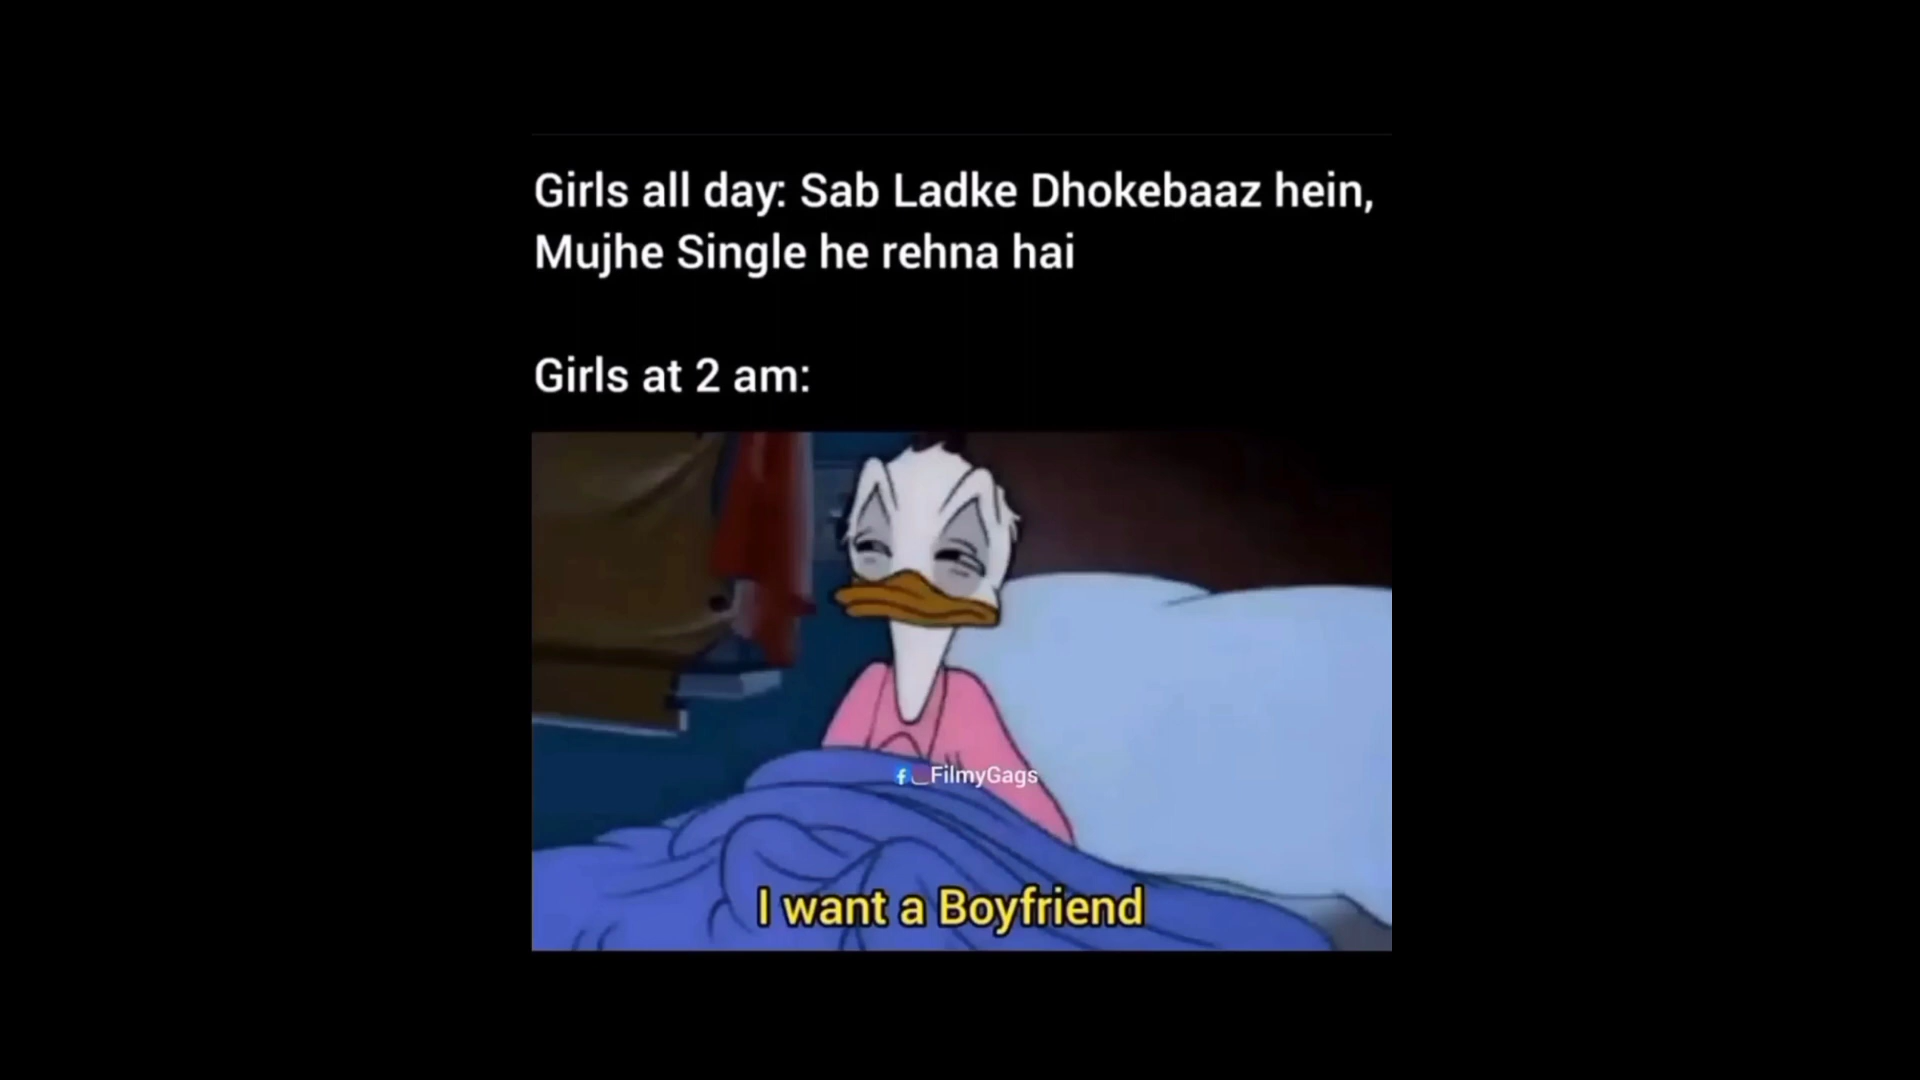 Girls all day: Sab Ladke Dhokebaaz hein,
Mujhe Single he rehna hai
Girls at 2 am:
FilmyGags
I want a Boyfriend